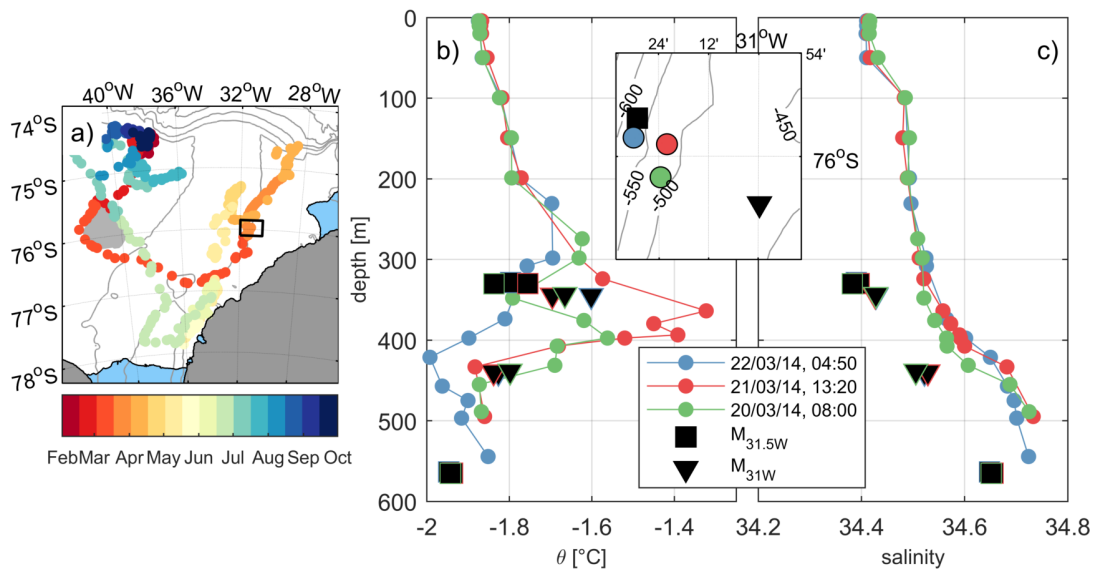 40°W 36°W 32°W 28°W
a)
74°S
75°S
76°S
77°S
78°S
FebMar Apr May Jun Jul Aug Sep Oct
depth [m]
0
100
200
300
400
500
600
b)
-2 -1.8 -1.6 -1.4
θ [°C]
24' 12' 31°W 54'
-600
-550
-500
-450
76°S
22/03/14, 04:50
21/03/14, 13:20
20/03/14, 08:00
M31.5W
M31W
c)
34.2 34.4 34.6 34.8
salinity